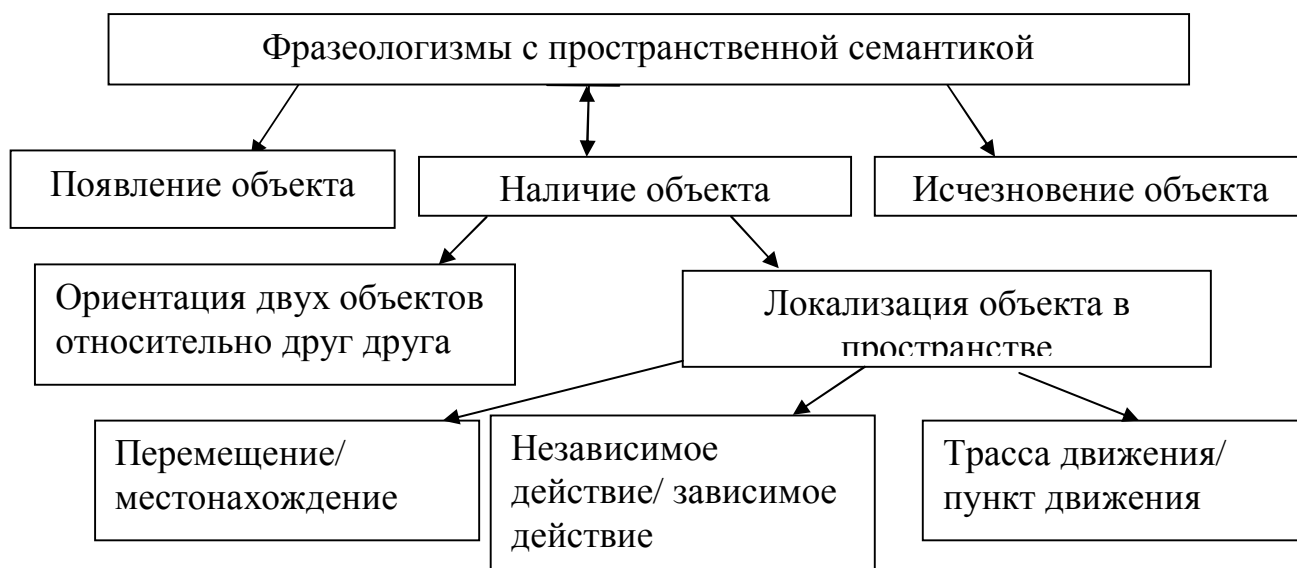 Фразеологизмы с пространственной семантикой
Появление объекта
Наличие объекта
Исчезновение объекта
Ориентация двух объектов
относительно друг друга
Локализация объекта в
пространстве
Перемещение/
местонахождение
Независимое
действие/ зависимое
действие
Трасса движения/
пункт движения